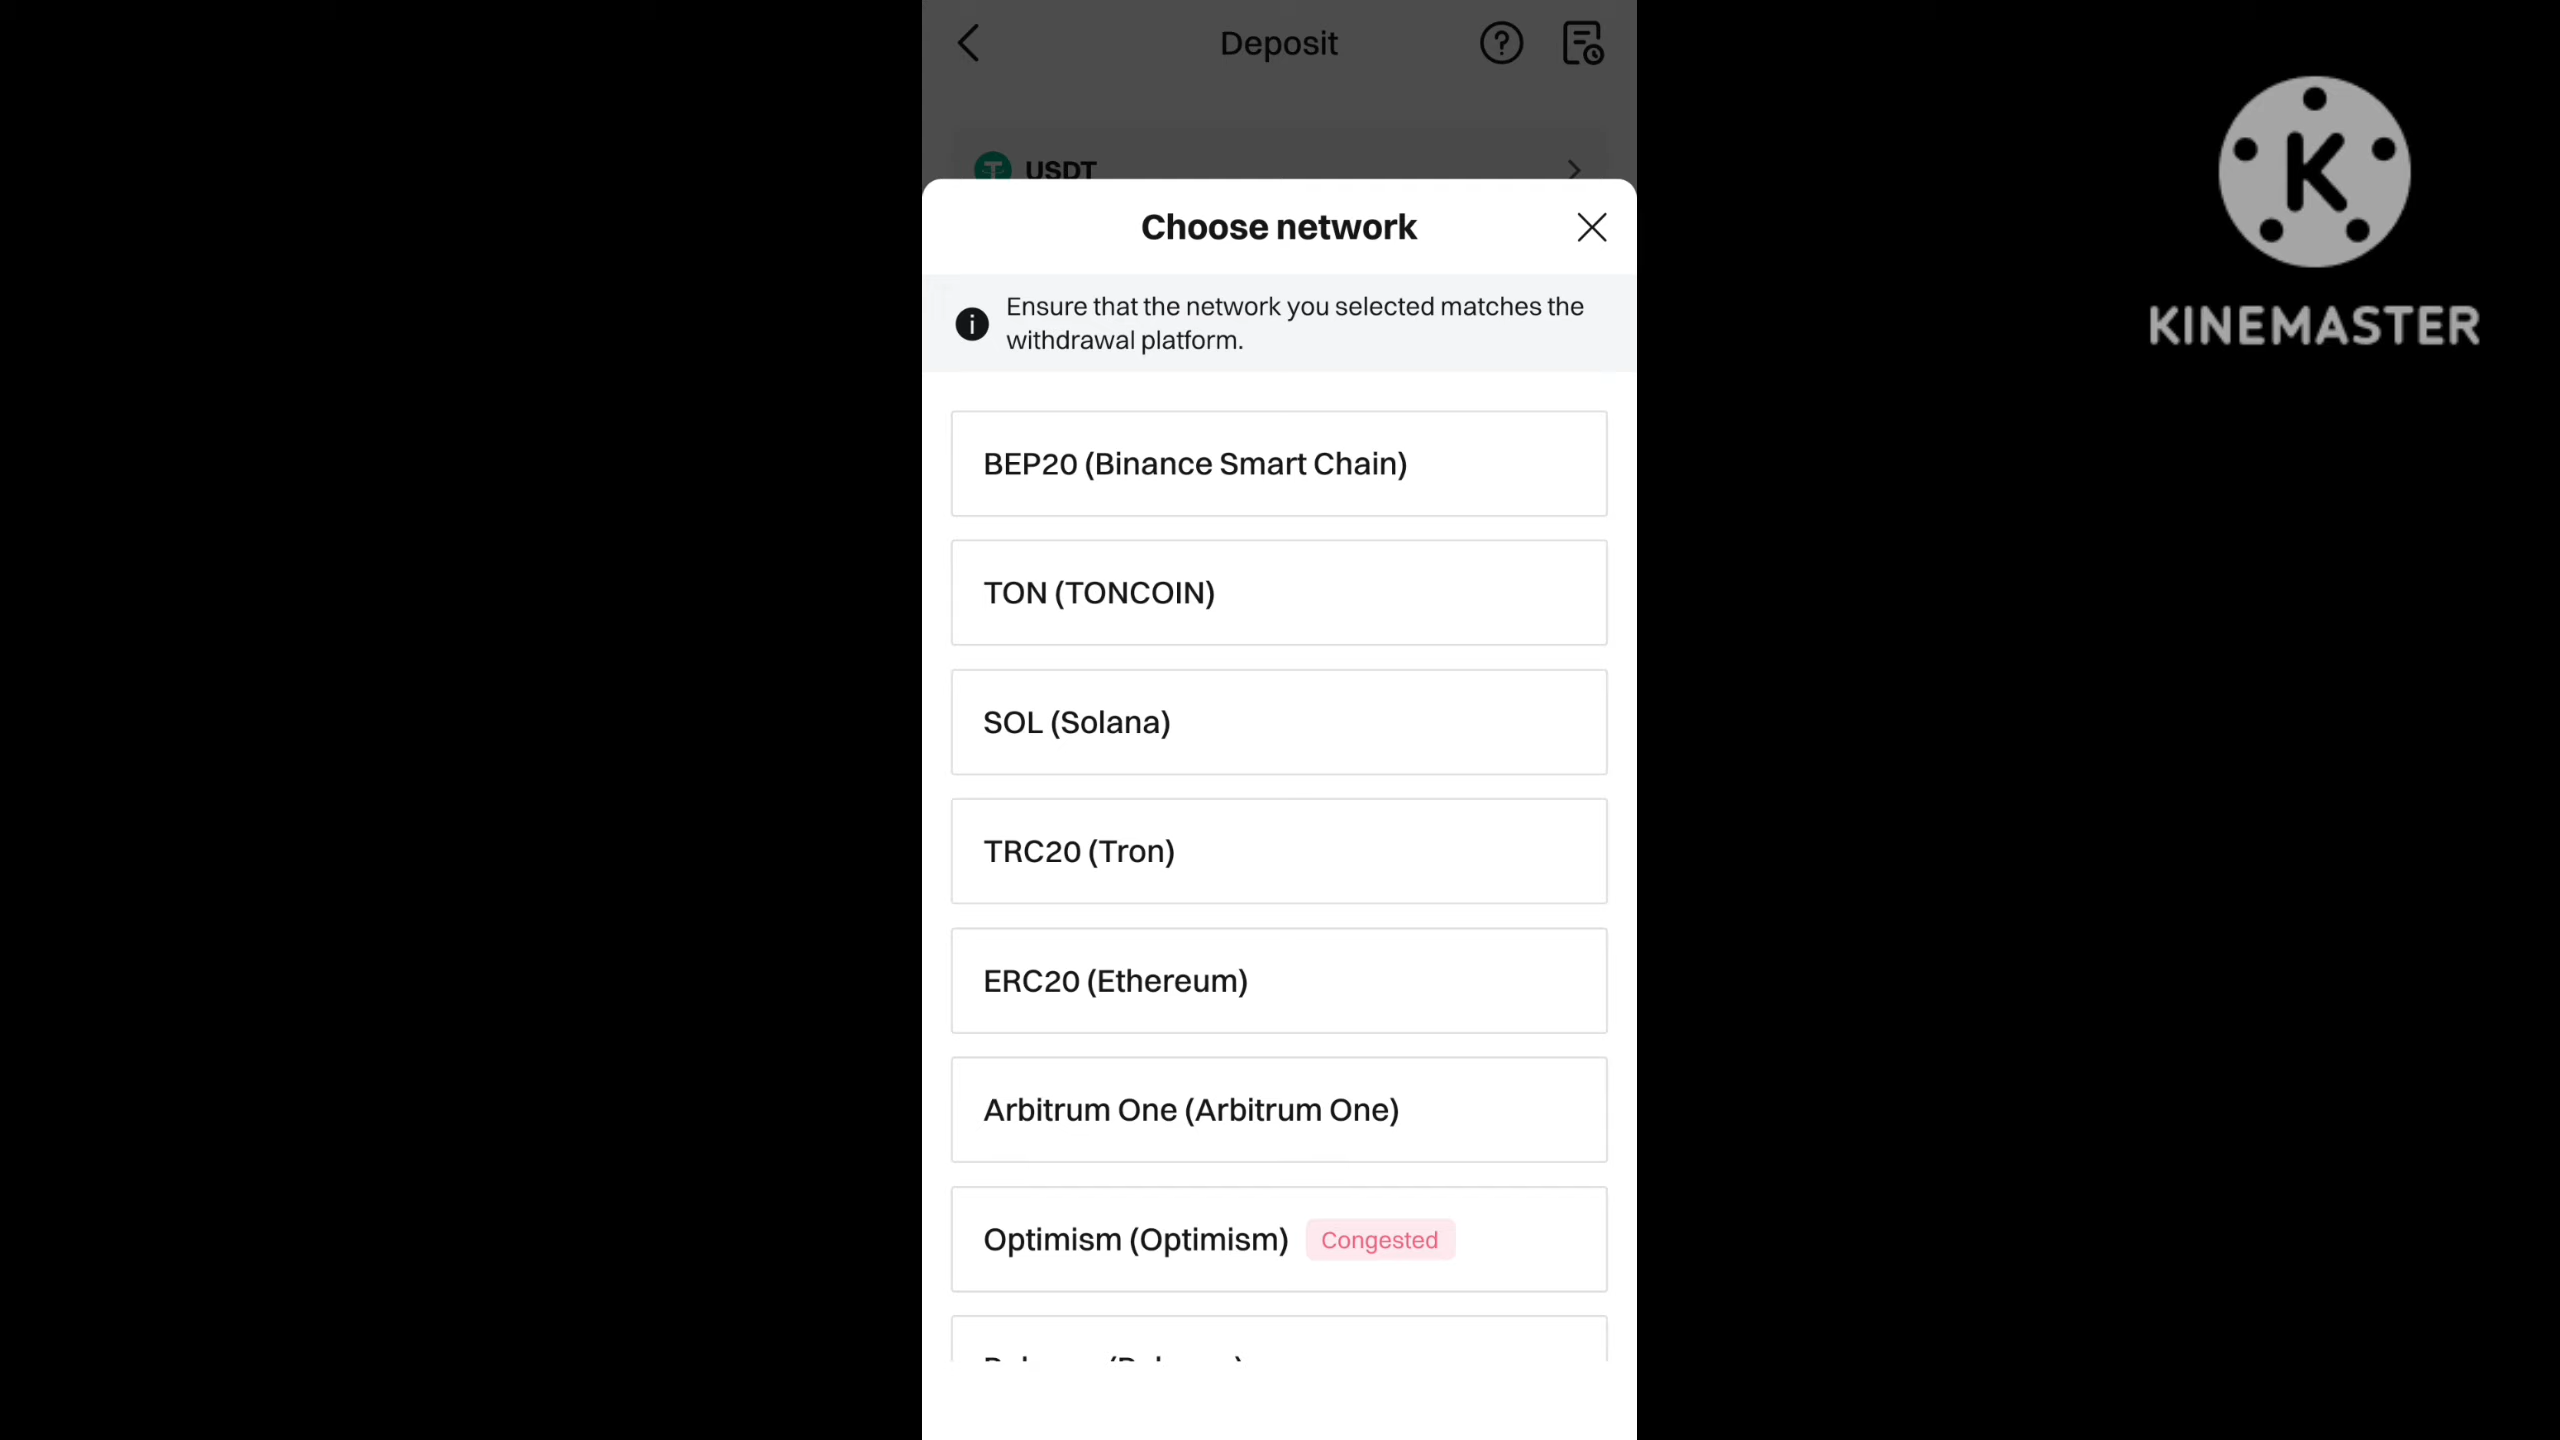 Deposit
USDT
Choose network
Ensure that the network you selected matches the
withdrawal platform.
BEP20 (Binance Smart Chain)
TON (TONCOIN)
SOL (Solana)
TRC20 (Tron)
ERC20 (Ethereum)
Arbitrum One (Arbitrum One)
Optimism (Optimism) Congested
K
KINEMASTER